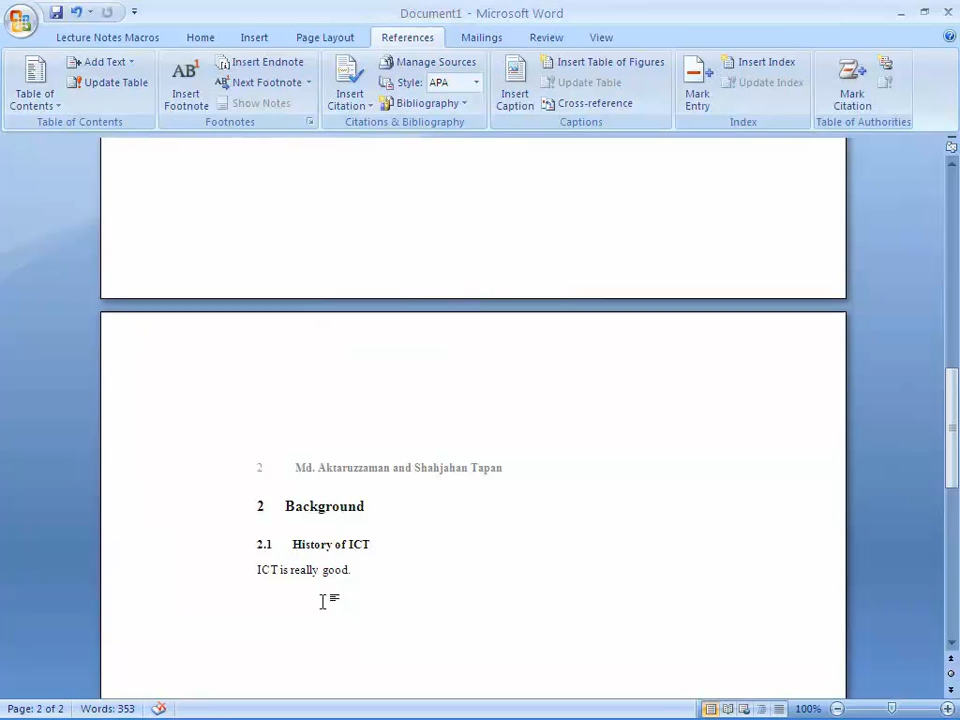 Document1 - Microsoft Word
Lecture Notes Macros Home Insert Page Layout References Mailings Review View
Table of Contents
Add Text
Update Table
Table of Contents
AB1
Insert Footnote
Insert Endnote
Next Footnote
Show Notes
Footnotes
Insert Citation
Manage Sources
Style: APA
Bibliography
Citations & Bibliography
Insert Caption
Insert Table of Figures
Update Table
Cross-reference
Captions
Mark Entry
Insert Index
Update Index
Index
Mark Citation
Table of Authorities
2 Md. Aktaruzzaman and Shahjahan Tapan
2 Background
2.1 History of ICT
ICT is really good.
Page: 2 of 2 Words: 353 100%